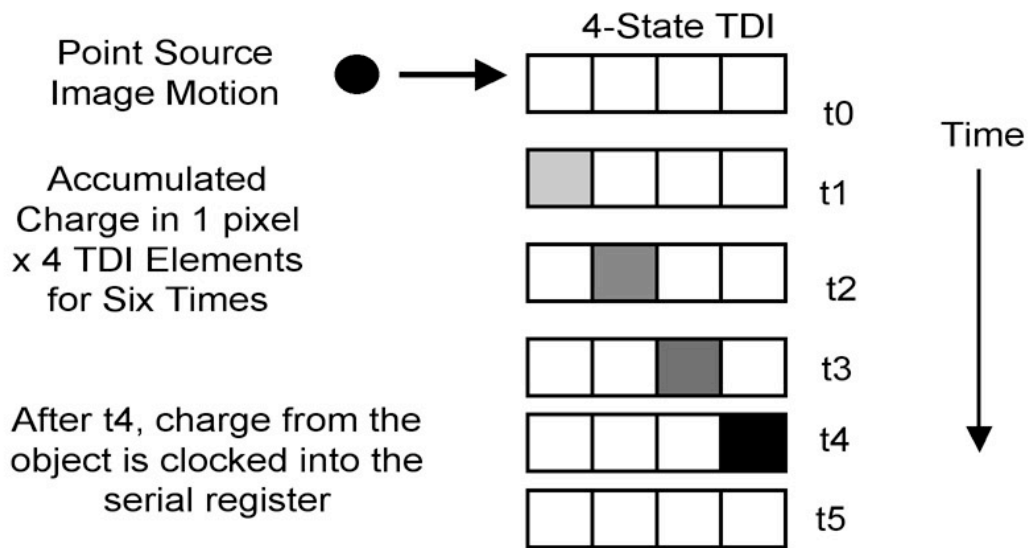 4-State TDI
Point Source
Image Motion
t0
Time
Accumulated
Charge in 1 pixel
x 4 TDI Elements
for Six Times
t1
t2
t3
After t4, charge from the
object is clocked into the
serial register
t4
t5